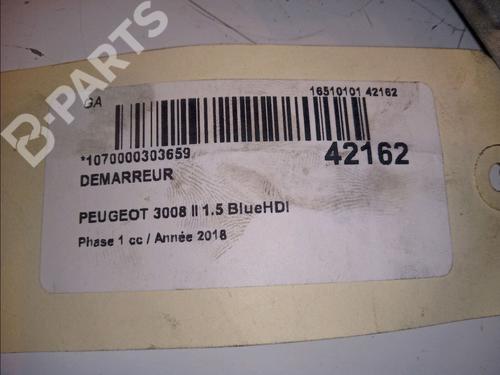 B-PARTS
GA
16510101 42162
*1070000303659
42162
DEMARREUR
PEUGEOT 3008 II 1.5 BlueHDI
Phase 1 cc / Année 2018